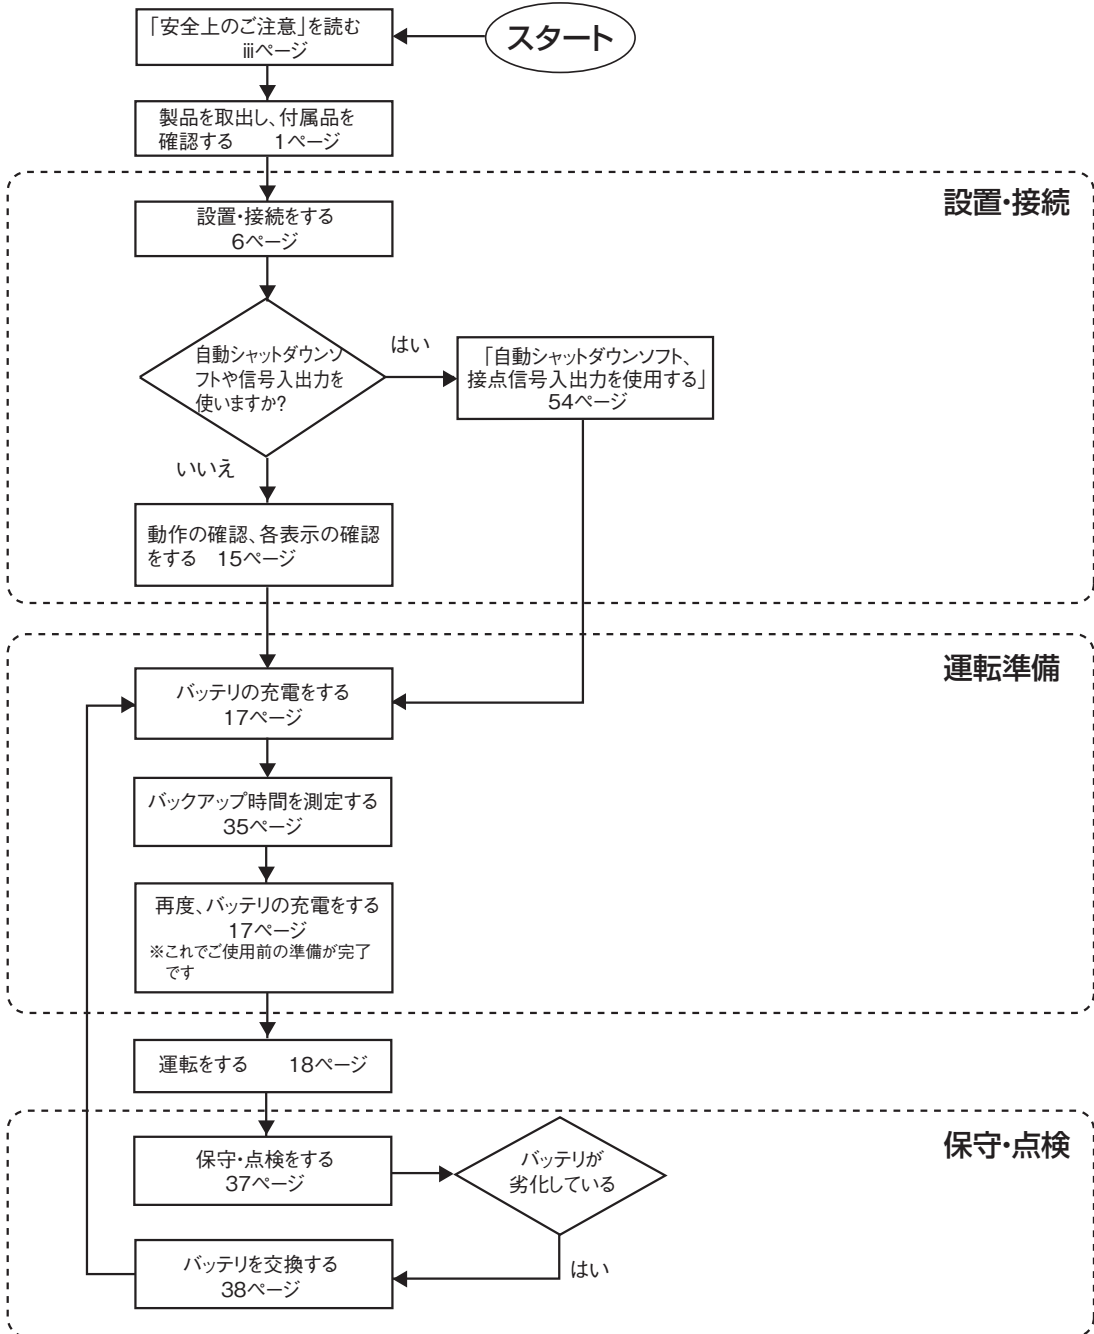 スタート
「安全上のご注意」を読む
iiiページ
製品を取出し、付属品を
確認する　　1ページ
設置・接続
設置・接続をする
6ページ
自動シャットダウンソ
フトや信号入出力を
使いますか?
はい
「自動シャットダウンソフト、
接点信号入出力を使用する」
54ページ
いいえ
動作の確認、各表示の確認
をする　15ページ
運転準備
バッテリの充電をする
17ページ
バックアップ時間を測定する
35ページ
再度、バッテリの充電をする
17ページ
※これでご使用前の準備が完了
です
運転をする　　18ページ
保守・点検
保守・点検をする
37ページ
バッテリが
劣化している
はい
バッテリを交換する
38ページ